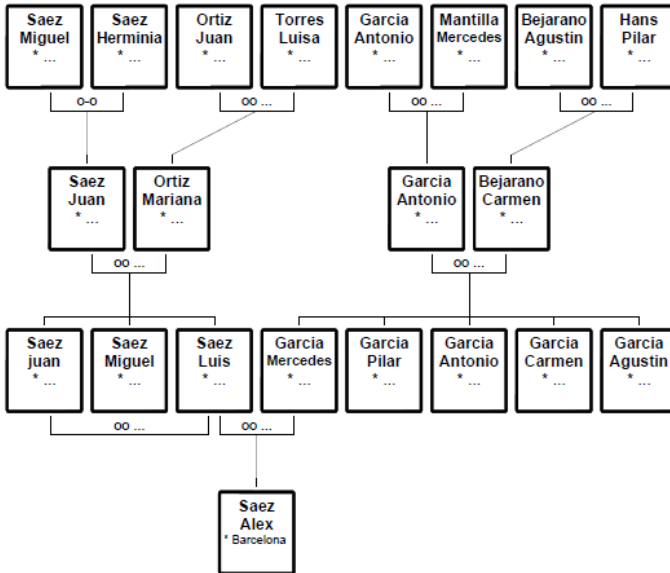 Saez
Miguel
* ...
Saez
Herminia
* ...
Ortiz
Juan
* ...
Torres
Luisa
* ...
Garcia
Antonio
* ...
Mantilla
Mercedes
* ...
Bejarano
Agustin
* ...
Hans
Pilar
* ...
o-o
oo ...
oo ...
oo ...
Saez
Juan
* ...
Ortiz
Mariana
* ...
Garcia
Antonio
* ...
Bejarano
Carmen
* ...
oo ...
oo ...
Saez
juan
* ...
Saez
Miguel
* ...
Saez
Luis
* ...
Garcia
Mercedes
* ...
Garcia
Pilar
* ...
Garcia
Antonio
* ...
Garcia
Carmen
* ...
Garcia
Agustin
* ...
oo ...
oo ...
Saez
Alex
* Barcelona